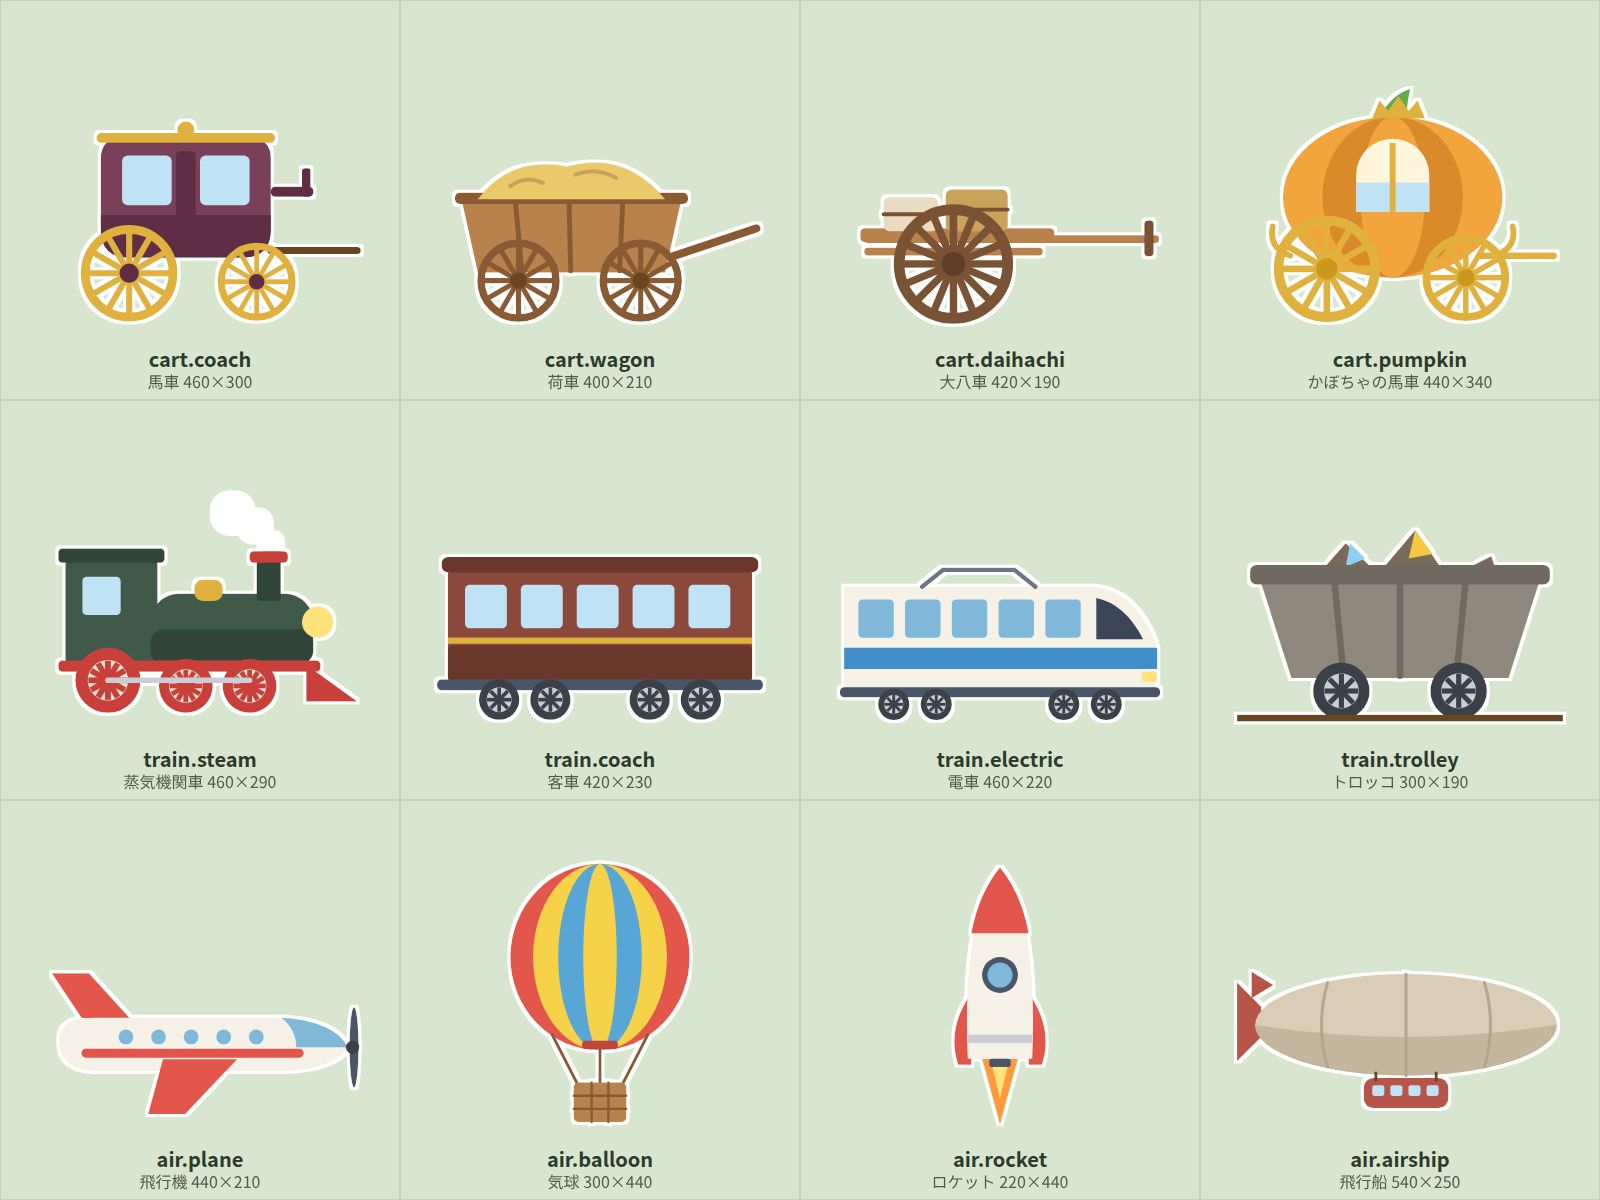 cart.coach
馬車 460×300
cart.wagon
荷車 400×210
cart.daihachi
大八車 420×190
cart.pumpkin
かぼちゃの馬車 440×340
train.steam
蒸気機関車 460×290
train.coach
客車 420×230
train.electric
電車 460×220
train.trolley
トロッコ 300×190
air.plane
飛行機 440×210
air.balloon
気球 300×440
air.rocket
ロケット 220×440
air.airship
飛行船 540×250